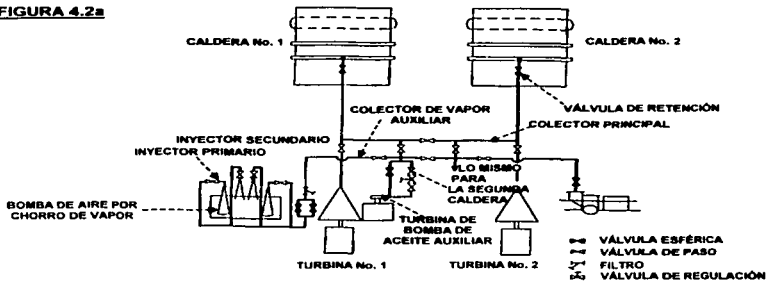 FIGURA 4.2a
CALDERA No. 1
CALDERA No. 2
VÁLVULA DE RETENCIÓN
COLECTOR DE VAPOR
AUXILIAR
COLECTOR PRINCIPAL
INYECTOR SECUNDARIO
INYECTOR PRIMARIO
LO MISMO
PARA
LA SEGUNDA
CALDERA
BOMBA DE AIRE POR
CHORRO DE VAPOR
TURBINA DE
BOMBA DE
ACEITE AUXILIAR
TURBINA No. 1
TURBINA No. 2
VÁLVULA ESFÉRICA
VÁLVULA DE PASO
FILTRO
VÁLVULA DE REGULACIÓN